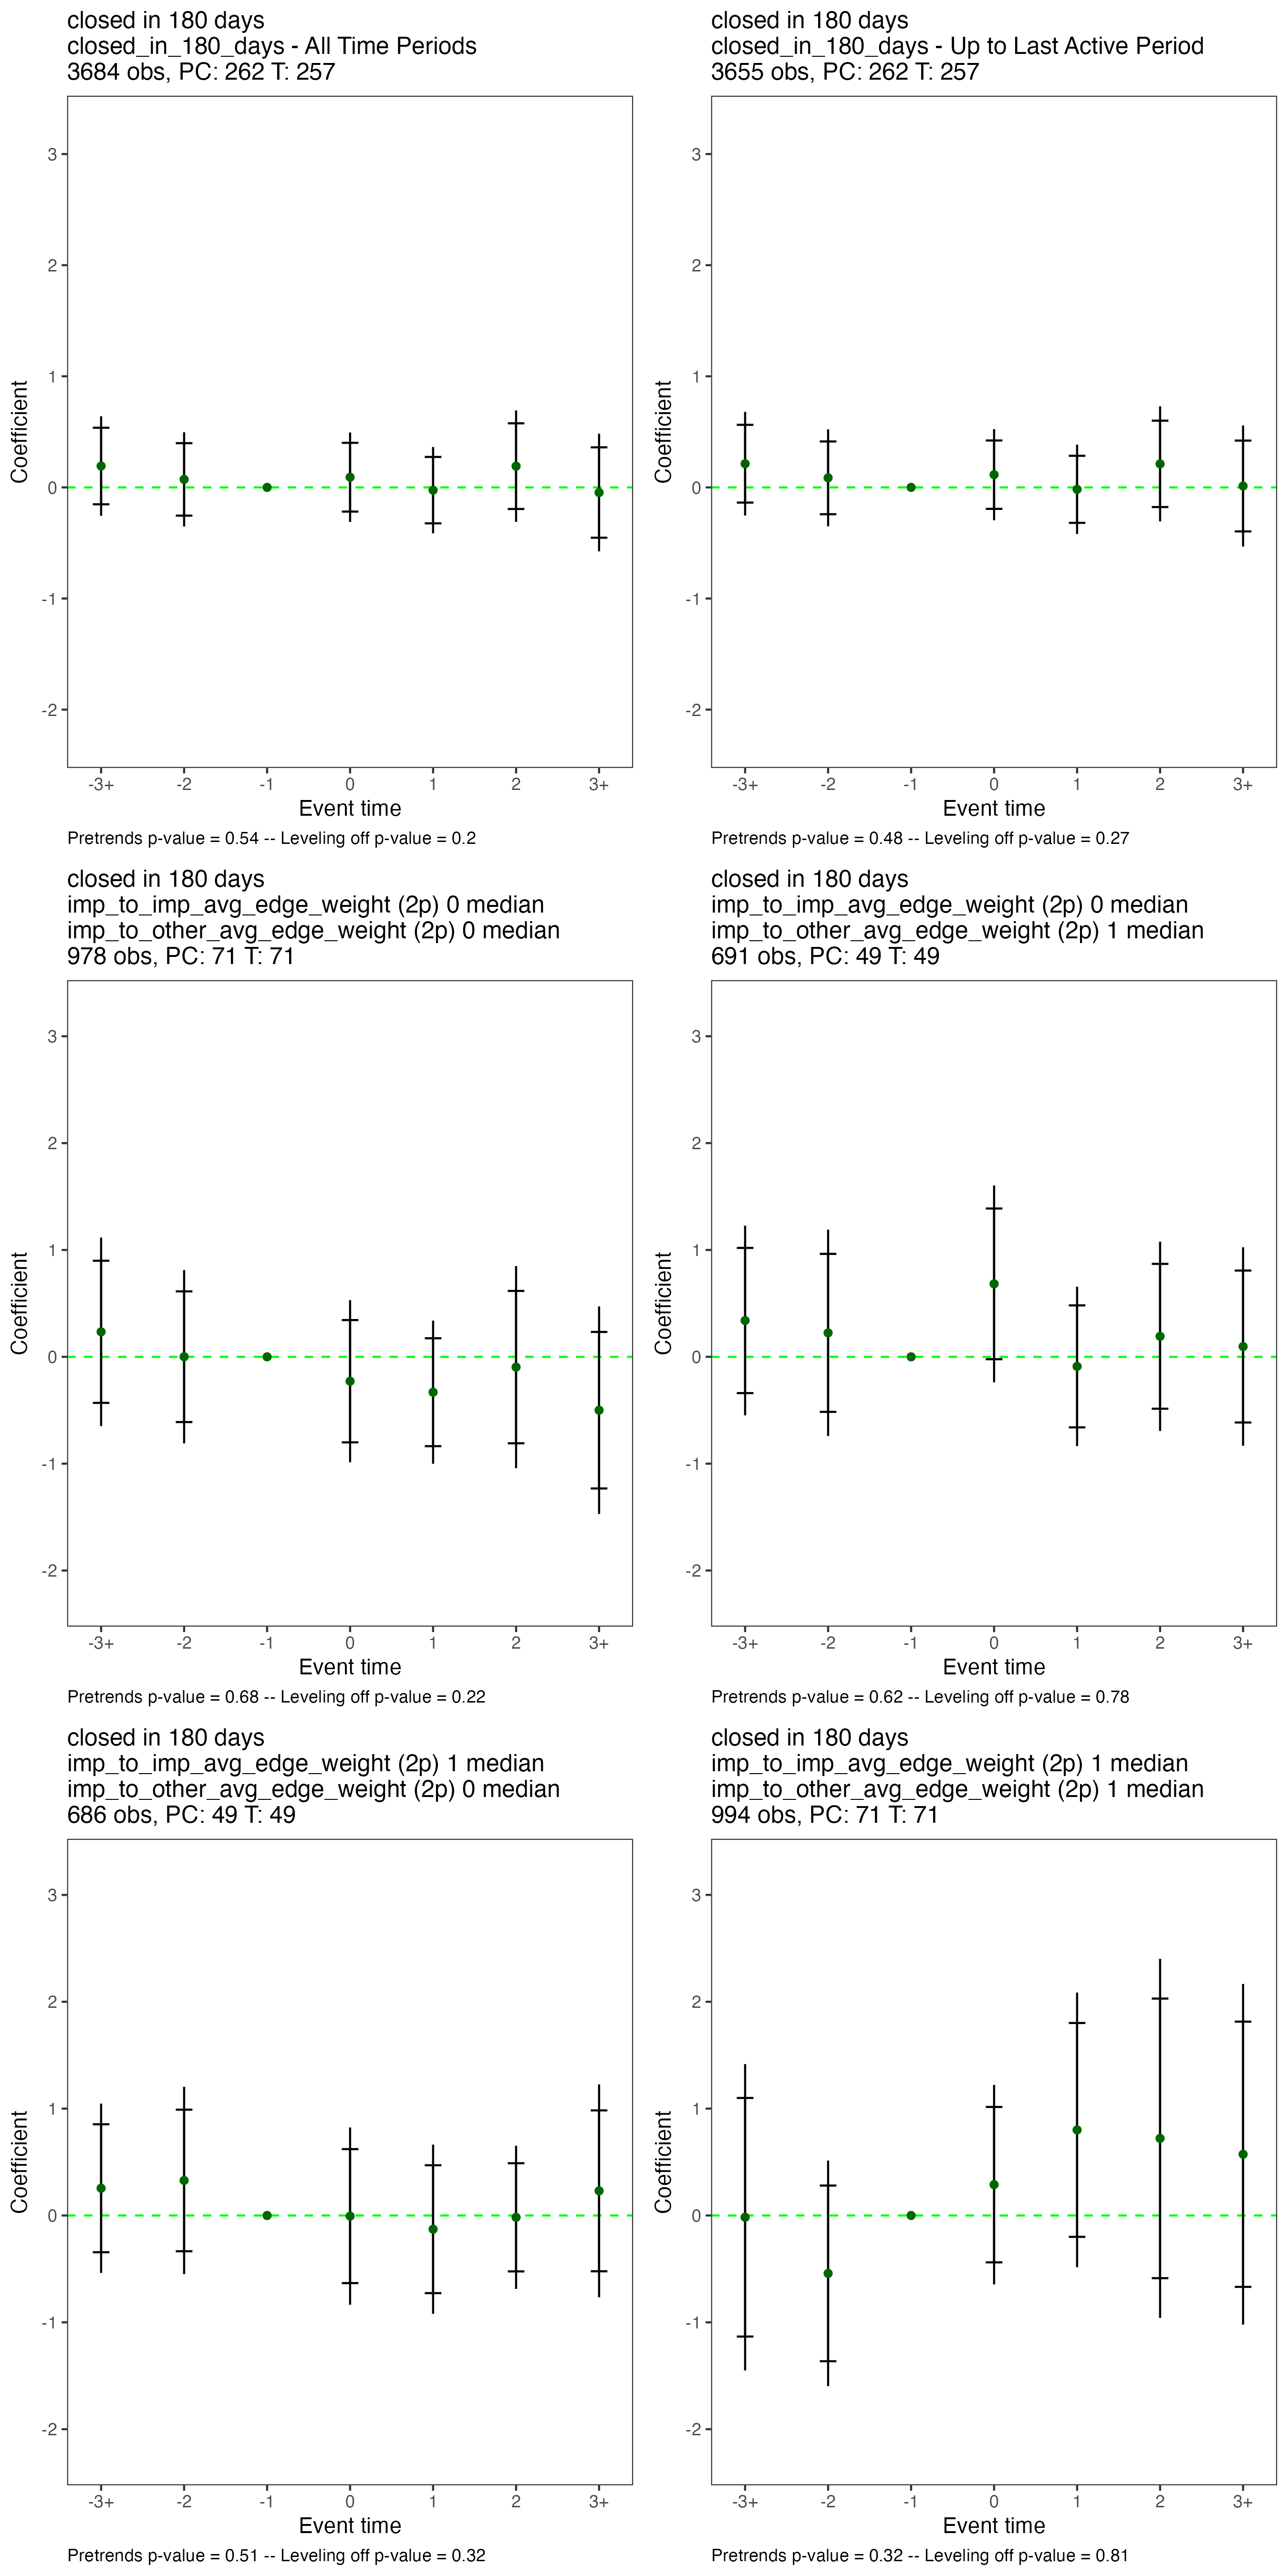 closed in 180 days
closed_in_180_days - All Time Periods
3684 obs, PC: 262 T: 257
3
2
1
0
-1
-2
Coefficient
-3+ -2 -1 0 1 2 3+
Event time
Pretrends p-value = 0.54 -- Leveling off p-value = 0.2
closed in 180 days
closed_in_180_days - Up to Last Active Period
3655 obs, PC: 262 T: 257
3
2
1
0
-1
-2
Coefficient
-3+ -2 -1 0 1 2 3+
Event time
Pretrends p-value = 0.48 -- Leveling off p-value = 0.27
closed in 180 days
imp_to_imp_avg_edge_weight (2p) 0 median
imp_to_other_avg_edge_weight (2p) 0 median
978 obs, PC: 71 T: 71
3
2
1
0
-1
-2
Coefficient
-3+ -2 -1 0 1 2 3+
Event time
Pretrends p-value = 0.68 -- Leveling off p-value = 0.22
closed in 180 days
imp_to_imp_avg_edge_weight (2p) 0 median
imp_to_other_avg_edge_weight (2p) 1 median
691 obs, PC: 49 T: 49
3
2
1
0
-1
-2
Coefficient
-3+ -2 -1 0 1 2 3+
Event time
Pretrends p-value = 0.62 -- Leveling off p-value = 0.78
closed in 180 days
imp_to_imp_avg_edge_weight (2p) 1 median
imp_to_other_avg_edge_weight (2p) 0 median
686 obs, PC: 49 T: 49
3
2
1
0
-1
-2
Coefficient
-3+ -2 -1 0 1 2 3+
Event time
Pretrends p-value = 0.51 -- Leveling off p-value = 0.32
closed in 180 days
imp_to_imp_avg_edge_weight (2p) 1 median
imp_to_other_avg_edge_weight (2p) 1 median
994 obs, PC: 71 T: 71
3
2
1
0
-1
-2
Coefficient
-3+ -2 -1 0 1 2 3+
Event time
Pretrends p-value = 0.32 -- Leveling off p-value = 0.81